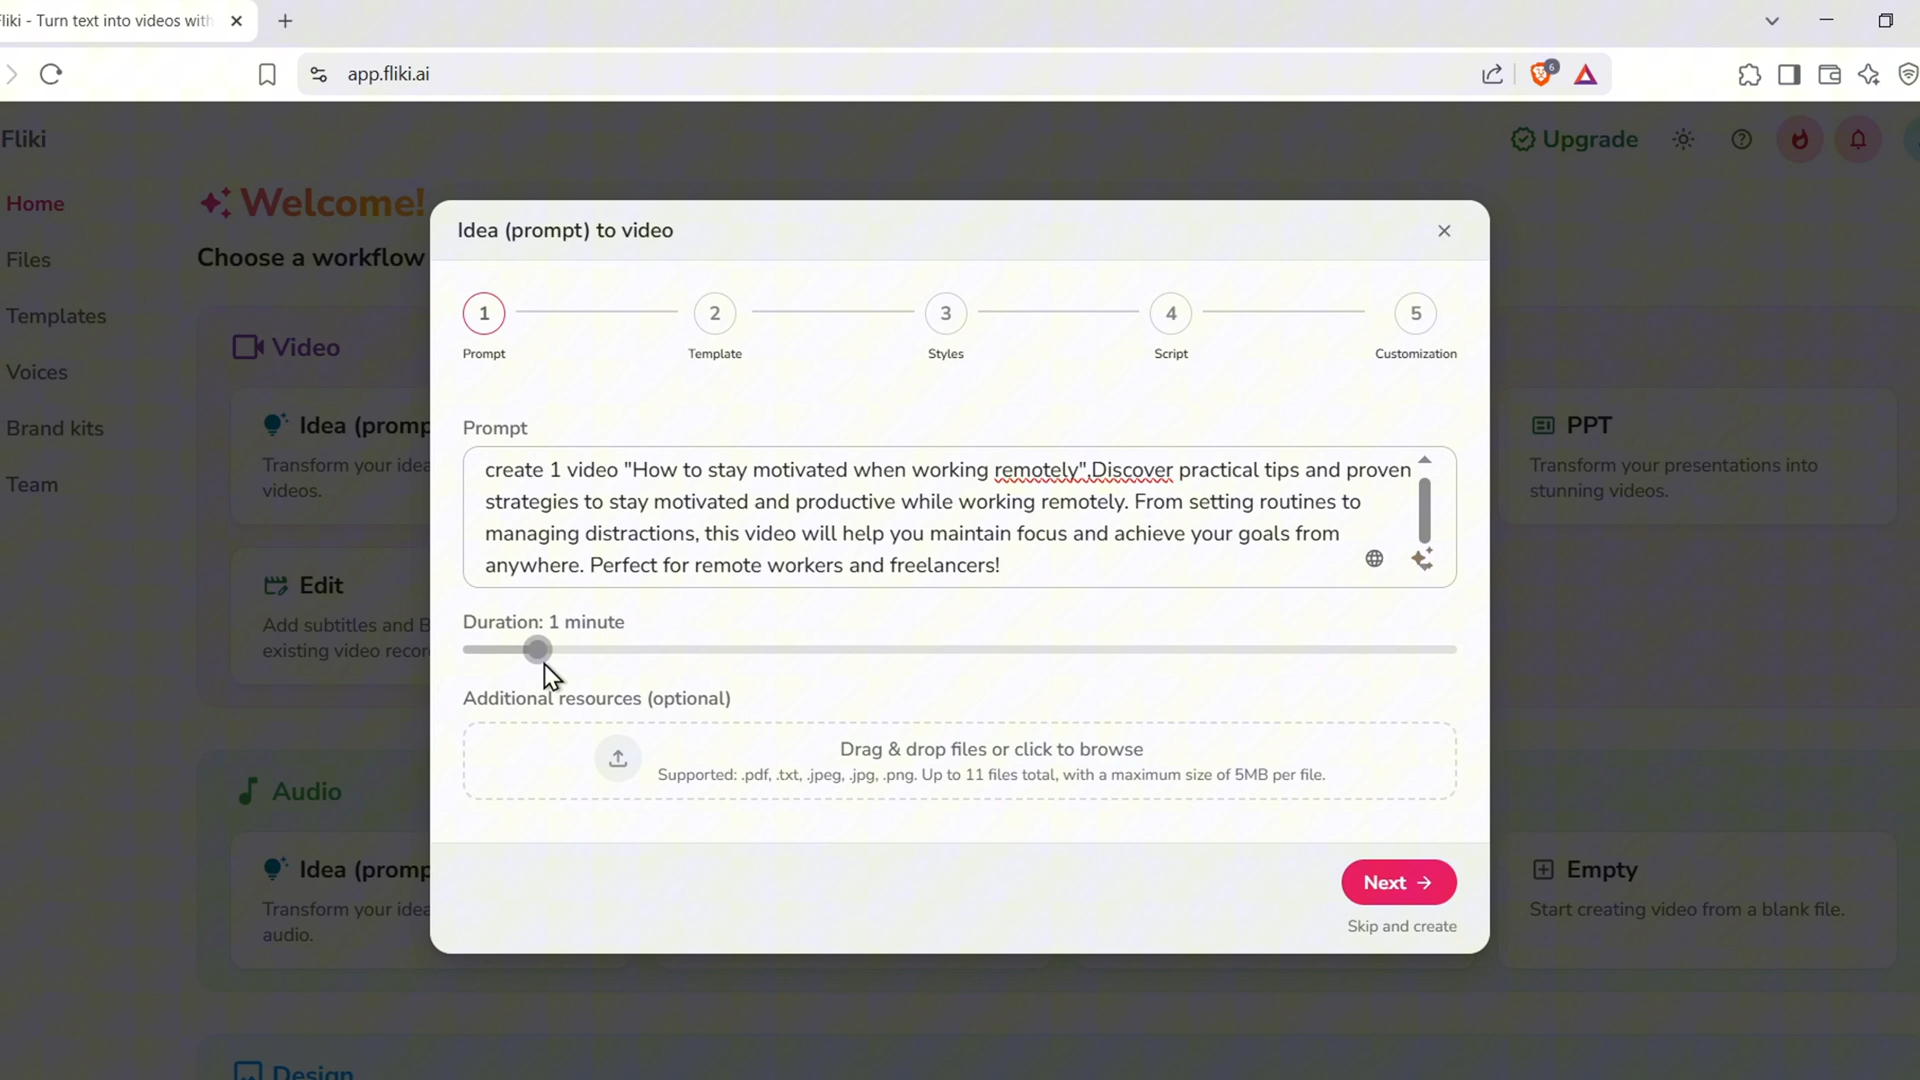 Fliki - Turn text into videos with
app.fliki.ai
6
Fliki
Upgrade
Home
Files
Templates
Voices
Brand kits
Team
Welcome!
Choose a workflow
Video
Idea (promp
Transform your idea
videos.
Edit
Add subtitles and B
existing video recor
PPT
Transform your presentations into
stunning videos.
Idea (prompt) to video
1
2
3
4
5
Prompt
Template
Styles
Script
Customization
Prompt
create 1 video "How to stay motivated when working remotely",Discover practical tips and proven
strategies to stay motivated and productive while working remotely. From setting routines to
managing distractions, this video will help you maintain focus and achieve your goals from
anywhere. Perfect for remote workers and freelancers!
Duration: 1 minute
Additional resources (optional)
Drag & drop files or click to browse
Supported: .pdf, .txt, .jpeg, .jpg, .png. Up to 11 files total, with a maximum size of 5MB per file.
Next
Skip and create
Audio
Idea (promp
Transform your idea
audio.
Empty
Start creating video from a blank file.
Design